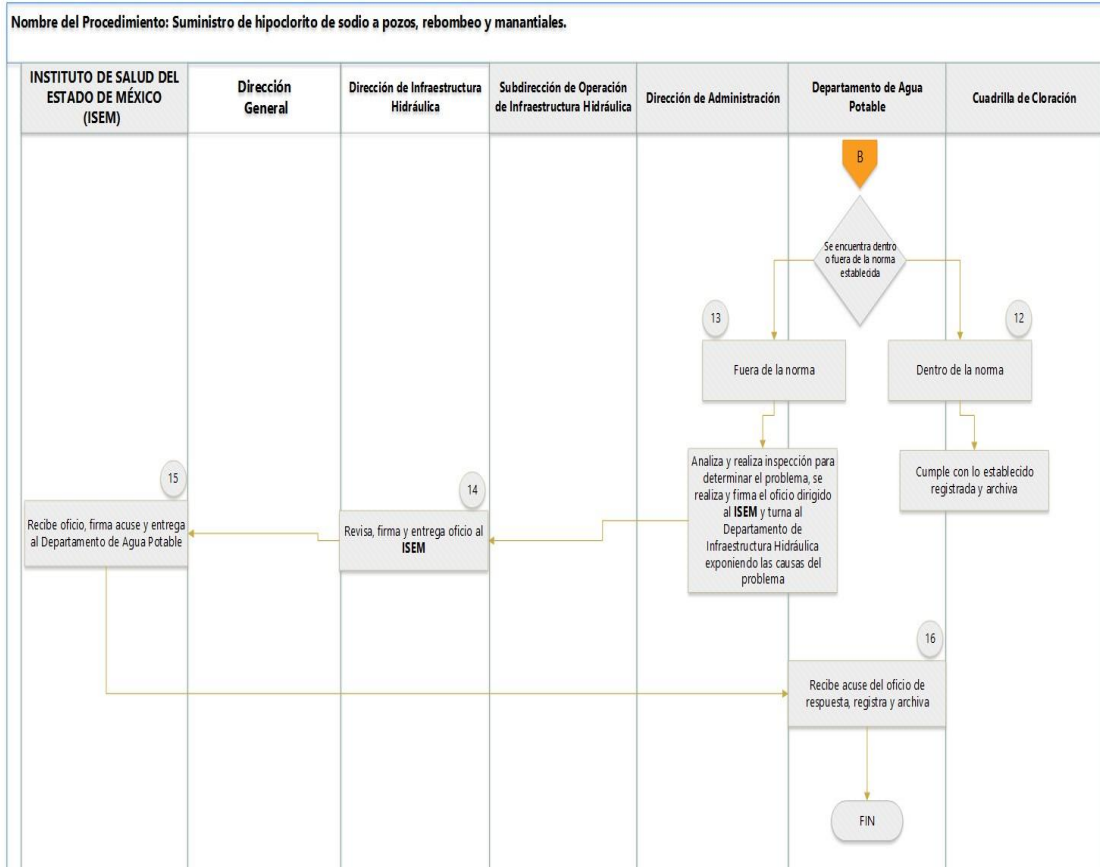 Nombre del Procedimiento: Suministro de hipoclorito de sodio a pozos, rebombeo y manantiales.
INSTITUTO DE SALUD DEL
ESTADO DE MÉXICO
(ISEM)
Dirección
General
Dirección de Infraestructura
Hidráulica
Subdirección de Operación
de Infraestructura Hidráulica
Dirección de Administración
Departamento de Agua
Potable
Cuadrilla de Cloración
B
Se encuentra dentro
o fuera de la norma
establecida
13
12
Fuera de la norma
Dentro de la norma
Analiza y realiza inspección para
determinar el problema, se
realiza y firma el oficio dirigido
al ISEM y turna al
Departamento de
Infraestructura Hidráulica
exponiendo las causas del
problema
Cumple con lo establecido
registrada y archiva
15
14
Recibe oficio, firma acuse y entrega
al Departamento de Agua Potable
Revisa, firma y entrega oficio al
ISEM
16
Recibe acuse del oficio de
respuesta, registra y archiva
FIN